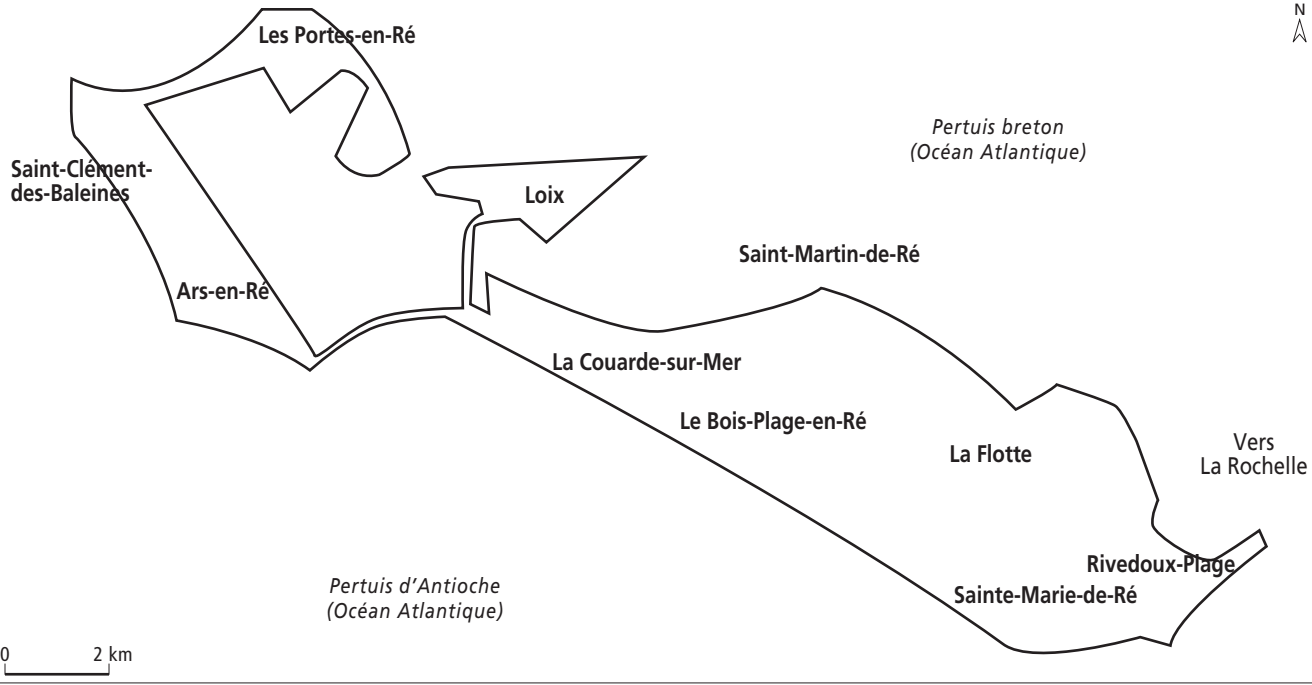 N
Les Portes-en-Ré
Pertuis breton
(Océan Atlantique)
Saint-Clément-
des-Baleines
Loix
Saint-Martin-de-Ré
Ars-en-Ré
La Couarde-sur-Mer
Le Bois-Plage-en-Ré
La Flotte
Vers
La Rochelle
Rivedoux-Plage
Sainte-Marie-de-Ré
Pertuis d’Antioche
(Océan Atlantique)
0 2 km